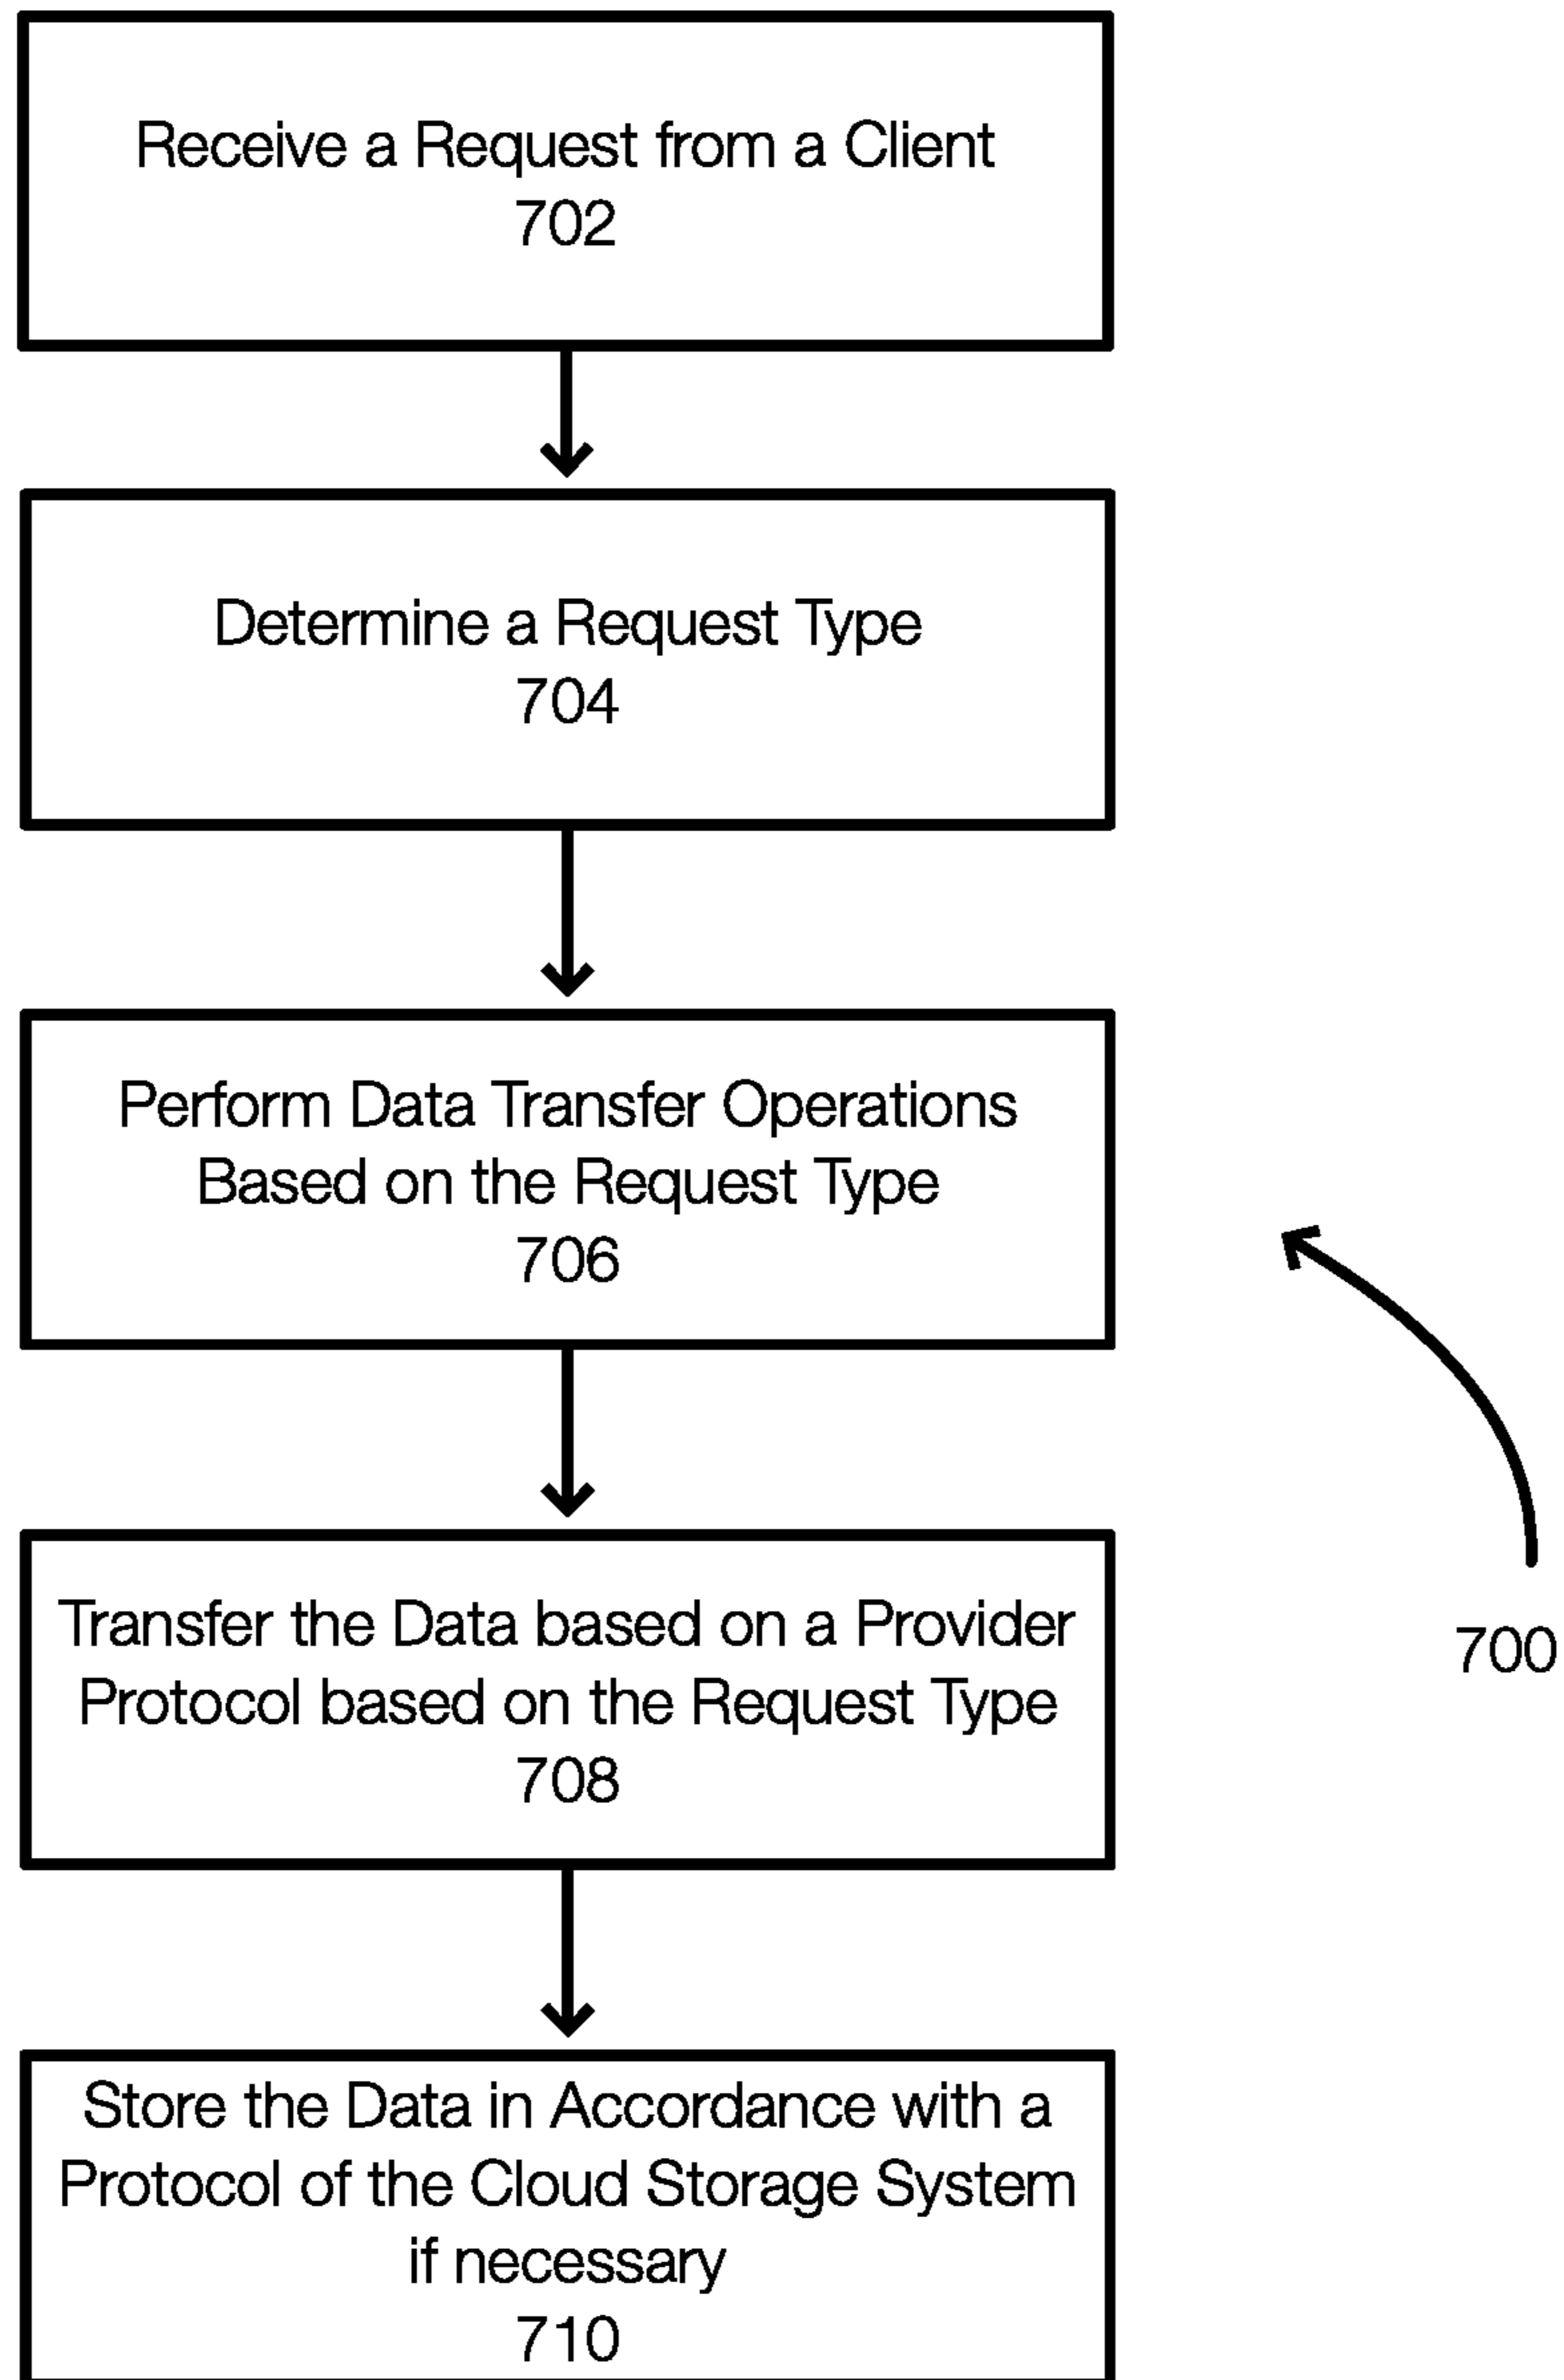 Receive a Request from a Client
702
Determine a Request Type
704
Perform Data Transfer Operations
Based on the Request Type
706
Transfer the Data based on a Provider
Protocol based on the Request Type
708
700
Store the Data in Accordance with a
Protocol of the Cloud Storage System
if necessary
710